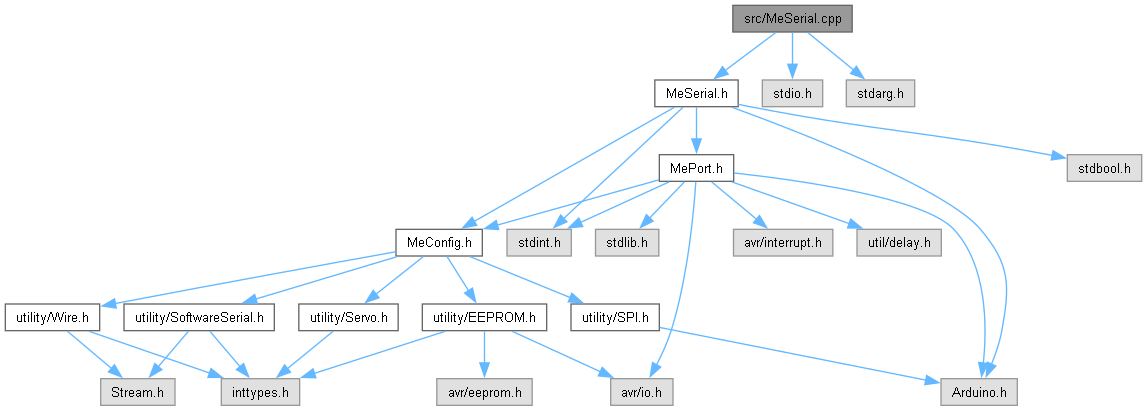 src/MeSerial.cpp
MeSerial.h
stdio.h
stdarg.h
MePort.h
stdbool.h
MeConfig.h
stdint.h
stdlib.h
avr/interrupt.h
util/delay.h
utility/Wire.h
utility/SoftwareSerial.h
utility/Servo.h
utility/EEPROM.h
utility/SPI.h
Stream.h
inttypes.h
avr/eeprom.h
avr/io.h
Arduino.h